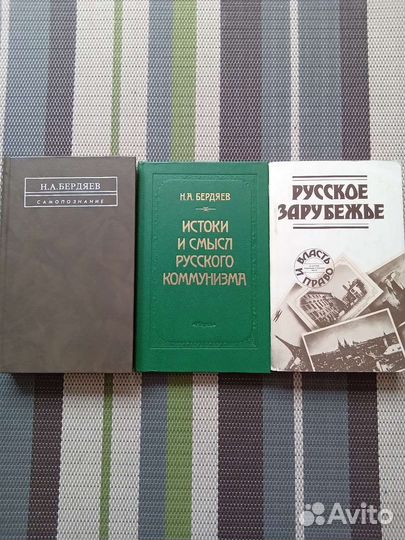 Н.А.БЕРДЯЕВ
САМОПОЗНАНИЕ
Н.А. БЕРДЯЕВ
ИСТОКИ
И СМЫСЛ
РУССКОГО
КОММУНИЗМА
РУССКОЕ
ЗАРУБЕЖЬЕ
ВЛАСТЬ
И ПРАВО
Avito